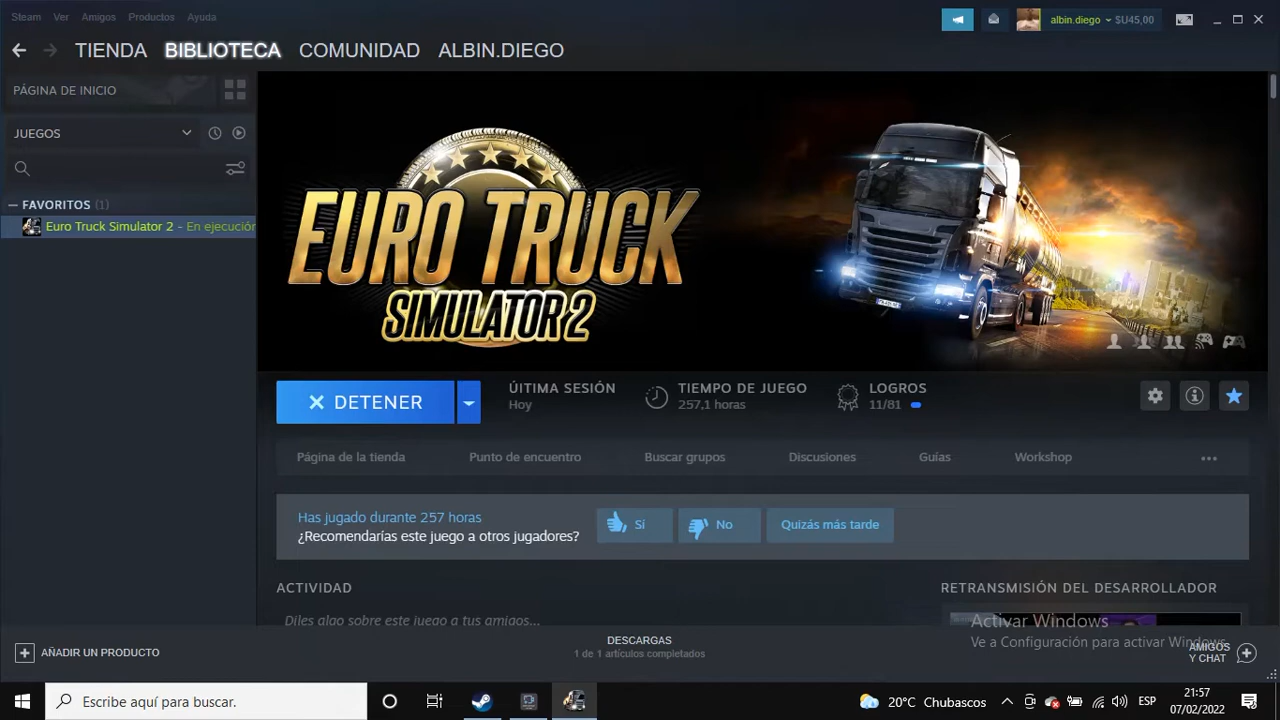 Steam Ver Amigos Productos Ayuda
albin.diego $U45,00
TIENDA BIBLIOTECA COMUNIDAD ALBIN.DIEGO
PÁGINA DE INICIO
JUEGOS
FAVORITOS (1)
Euro Truck Simulator 2 - En ejecución
EURO TRUCK
SIMULATOR 2
DETENER
ÚLTIMA SESIÓN
Hoy
TIEMPO DE JUEGO
257,1 horas
LOGROS
11/81
Página de la tienda Punto de encuentro Buscar grupos Discusiones Guías Workshop
Has jugado durante 257 horas
¿Recomendarías este juego a otros jugadores?
Sí No Quizás más tarde
ACTIVIDAD
RETRANSMISIÓN DEL DESARROLLADOR
Diles algo sobre este juego a tus amigos...
Activar Windows
Ve a Configuración para activar Windows.
AÑADIR UN PRODUCTO
DESCARGAS
1 de 1 artículos completados
AMIGOS
Y CHAT
Escribe aquí para buscar.
20°C Chubascos
ESP
21:57
07/02/2022